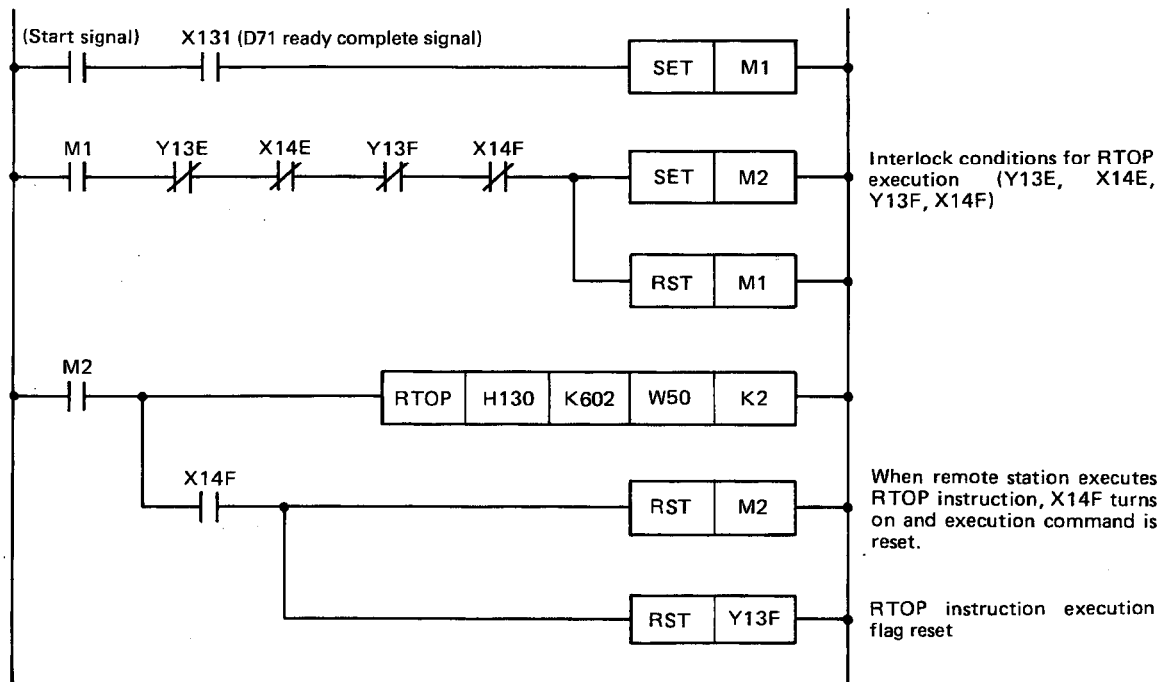 (Start signal) X131 (D71 ready complete signal)
SET M1
M1 Y13E X14E Y13F X14F
SET M2
Interlock conditions for RTOP
execution (Y13E, X14E,
Y13F, X14F)
RST M1
M2
RTOP H130 K602 W50 K2
X14F
RST M2
When remote station executes
RTOP instruction, X14F turns
on and execution command is
reset.
RST Y13F
RTOP instruction execution
flag reset